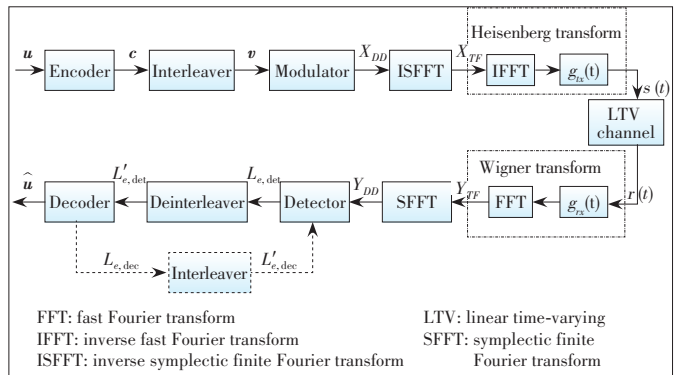 Heisenberg transform
u c v X_DD X_TF
Encoder Interleaver Modulator ISFFT IFFT g_tx(t)
s(t)
LTV channel
Wigner transform
û L′_e,det L_e,det Y_DD Y_TF r(t)
Decoder Deinterleaver Detector SFFT FFT g_rx(t)
L_e,dec Interleaver L′_e,dec
FFT: fast Fourier transform
IFFT: inverse fast Fourier transform
ISFFT: inverse symplectic finite Fourier transform
LTV: linear time-varying
SFFT: symplectic finite
Fourier transform